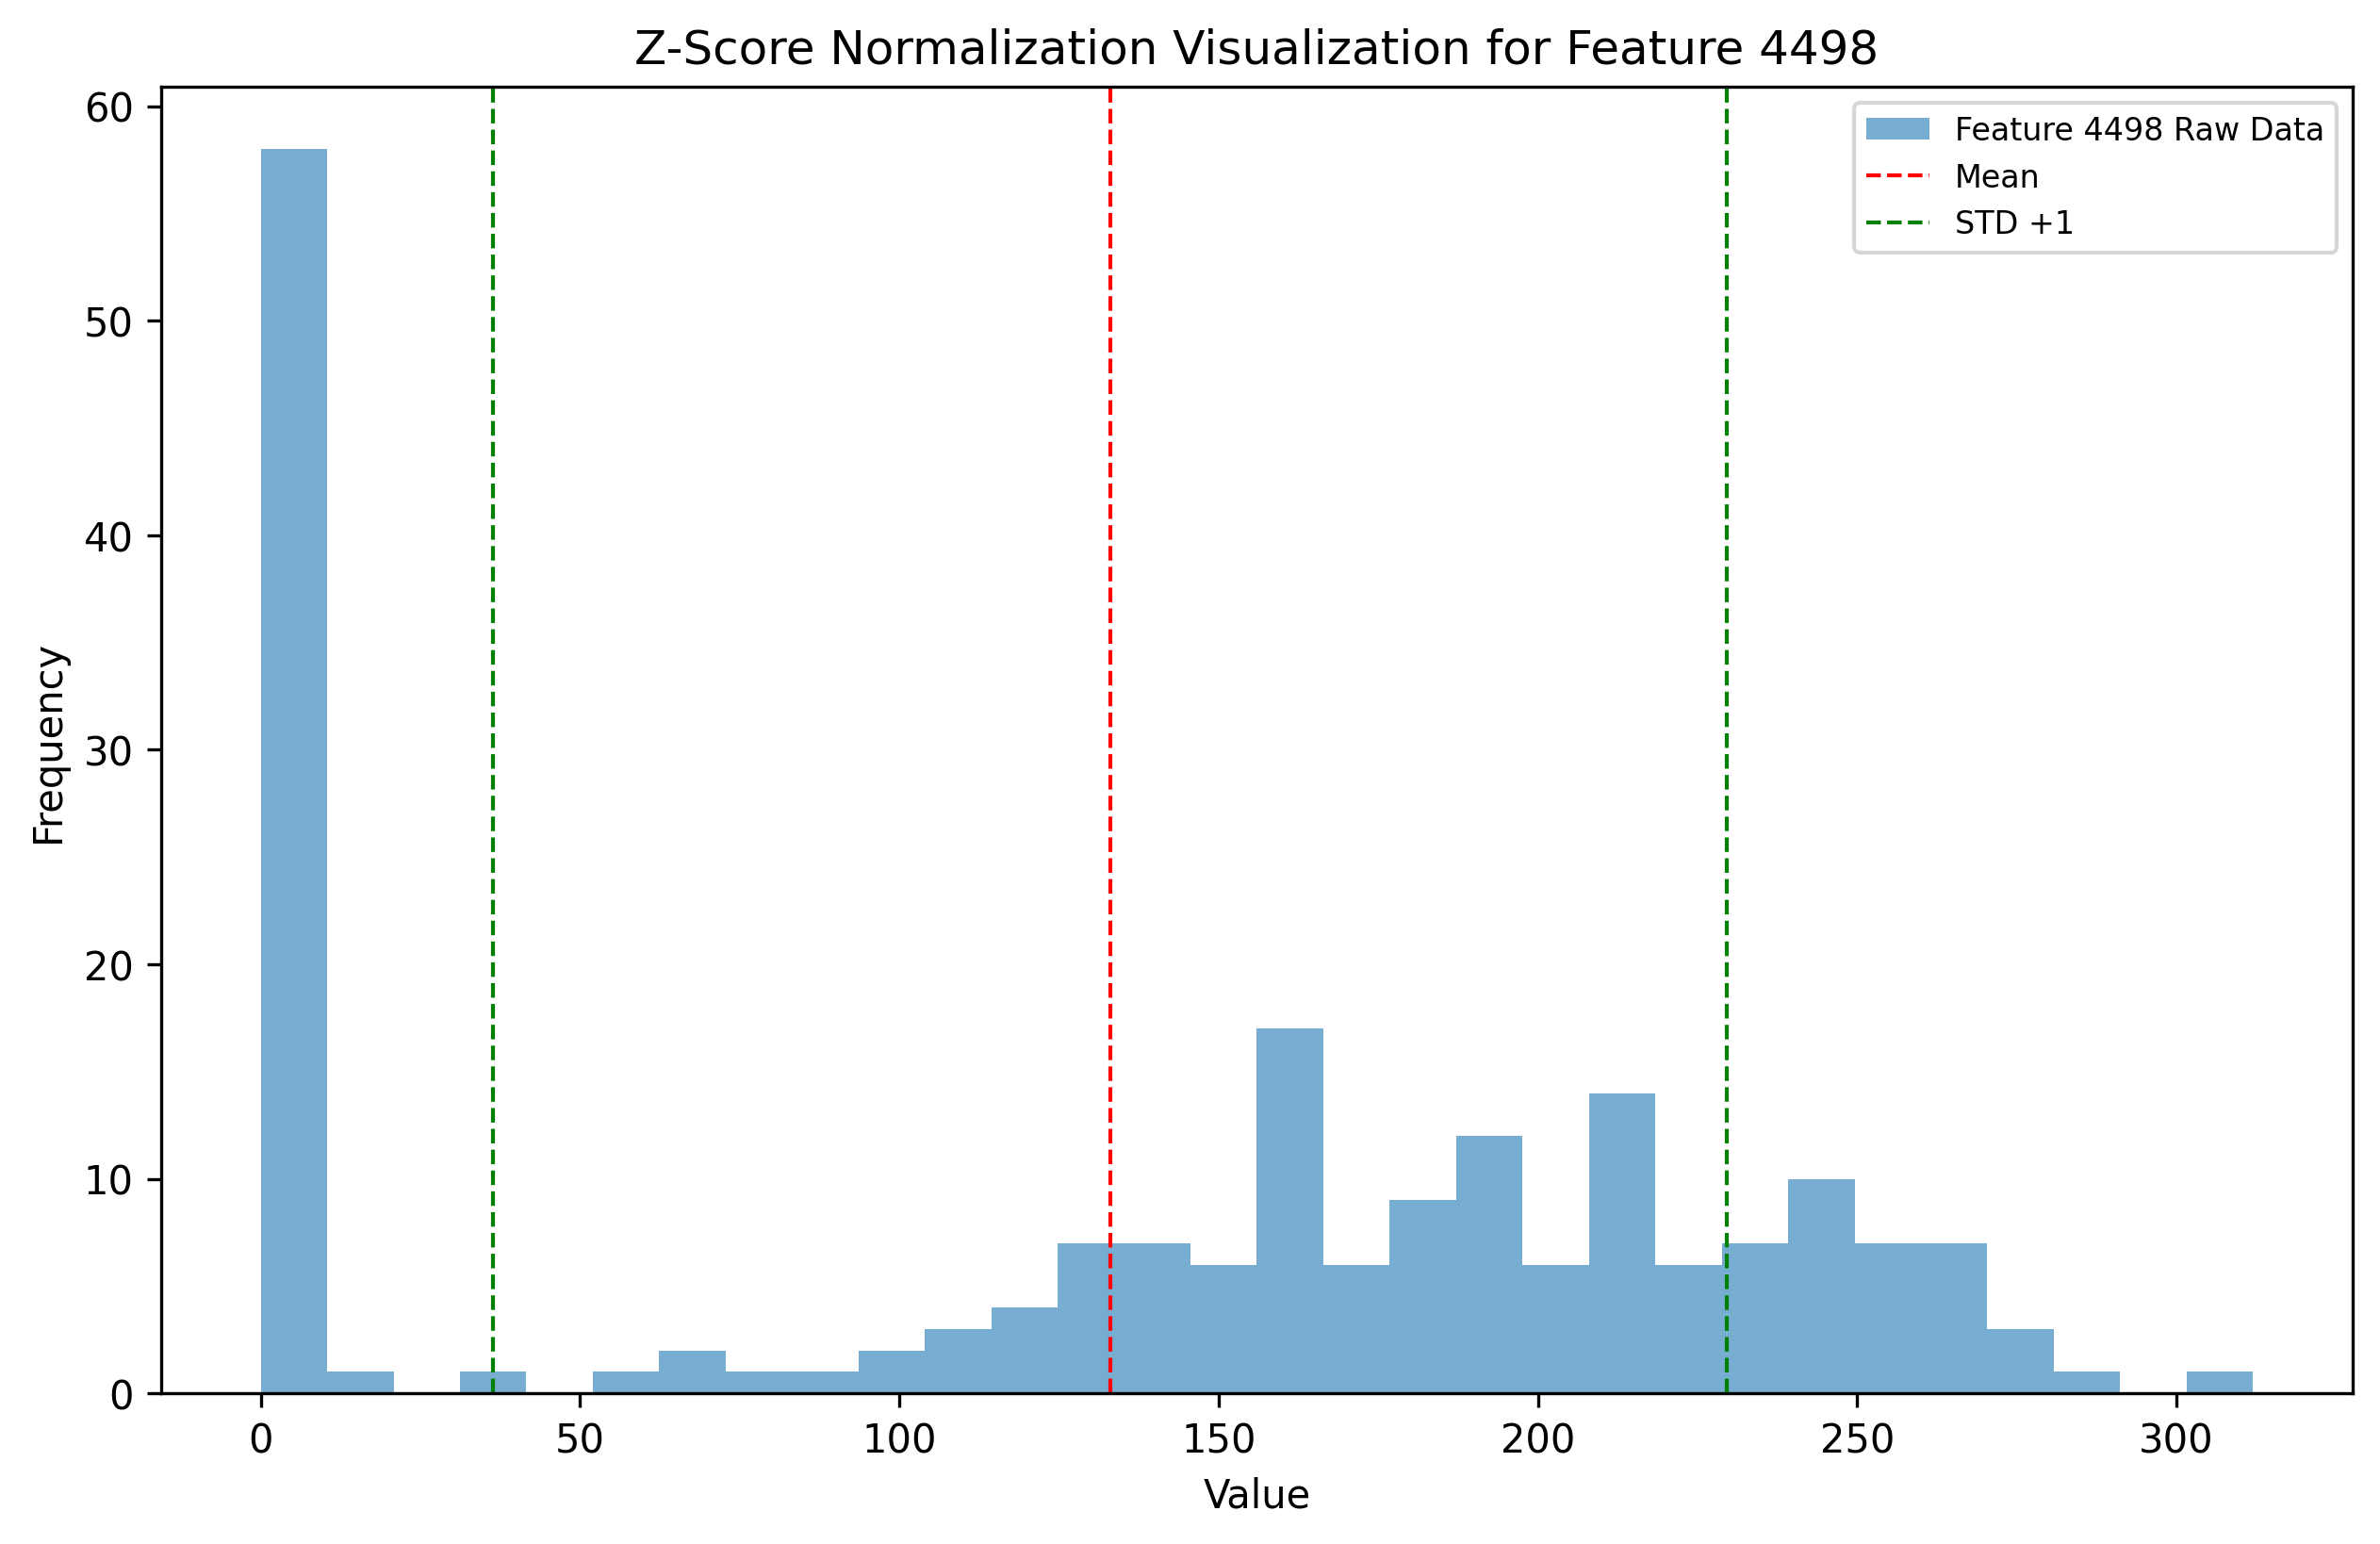 Z-Score Normalization Visualization for Feature 4498
Feature 4498 Raw Data
Mean
STD +1
60
50
40
30
20
10
0
Frequency
0 50 100 150 200 250 300
Value